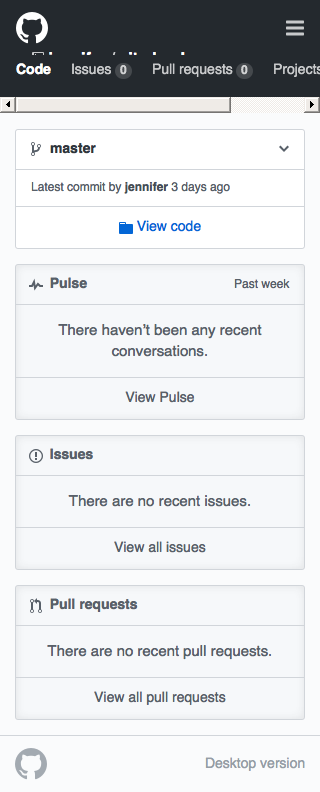 Code Issues 0 Pull requests 0 Projects
master
Latest commit by jennifer 3 days ago
View code
Pulse Past week
There haven’t been any recent
conversations.
View Pulse
Issues
There are no recent issues.
View all issues
Pull requests
There are no recent pull requests.
View all pull requests
Desktop version